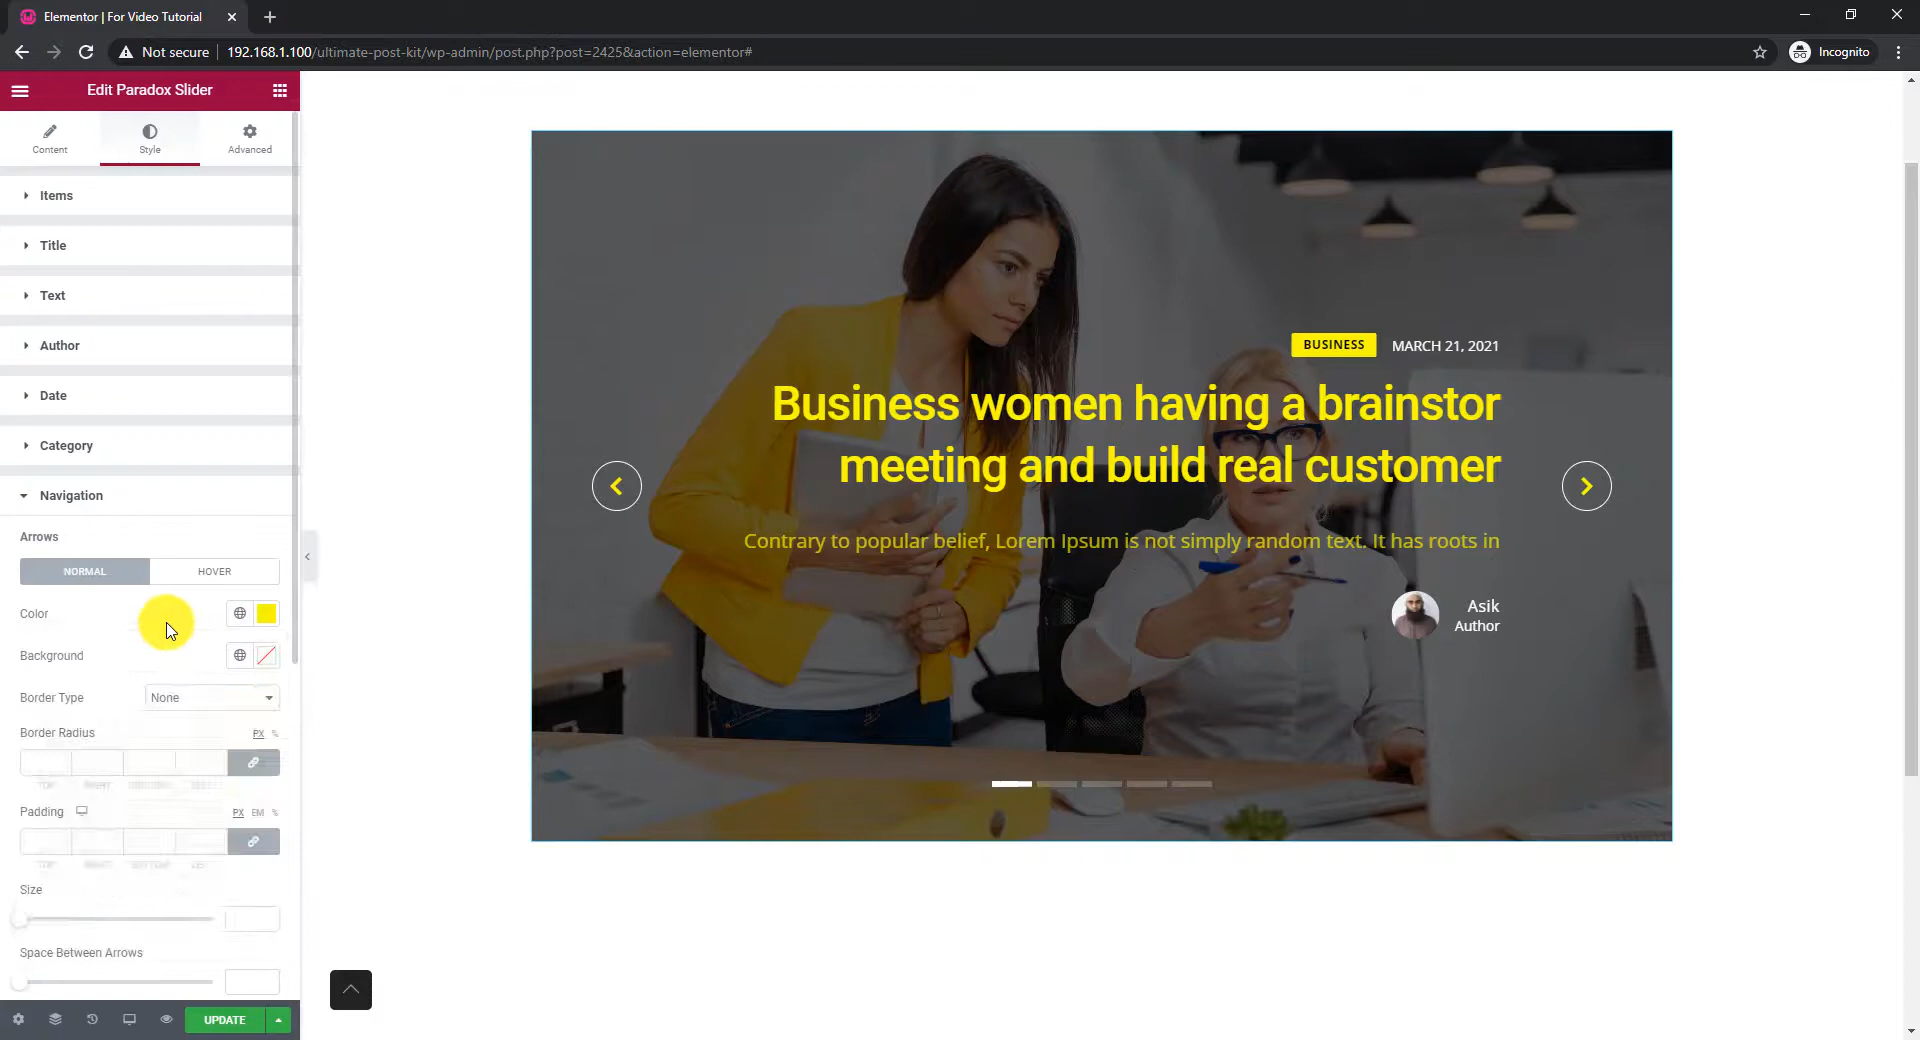 Elementor | For Video Tutorial
Not secure
192.168.1.100/ultimate-post-kit/wp-admin/post.php?post=2425&action=elementor#
Incognito
Edit Paradox Slider
Content
Style
Advanced
Items
Title
Text
Author
Date
Category
Navigation
Arrows
NORMAL
HOVER
Color
Background
Border Type
None
Border Radius
PX %
Padding
PX EM %
Size
Space Between Arrows
UPDATE
BUSINESS
MARCH 21, 2021
Business women having a brainstor
meeting and build real customer
Contrary to popular belief, Lorem Ipsum is not simply random text. It has roots in
Asik
Author